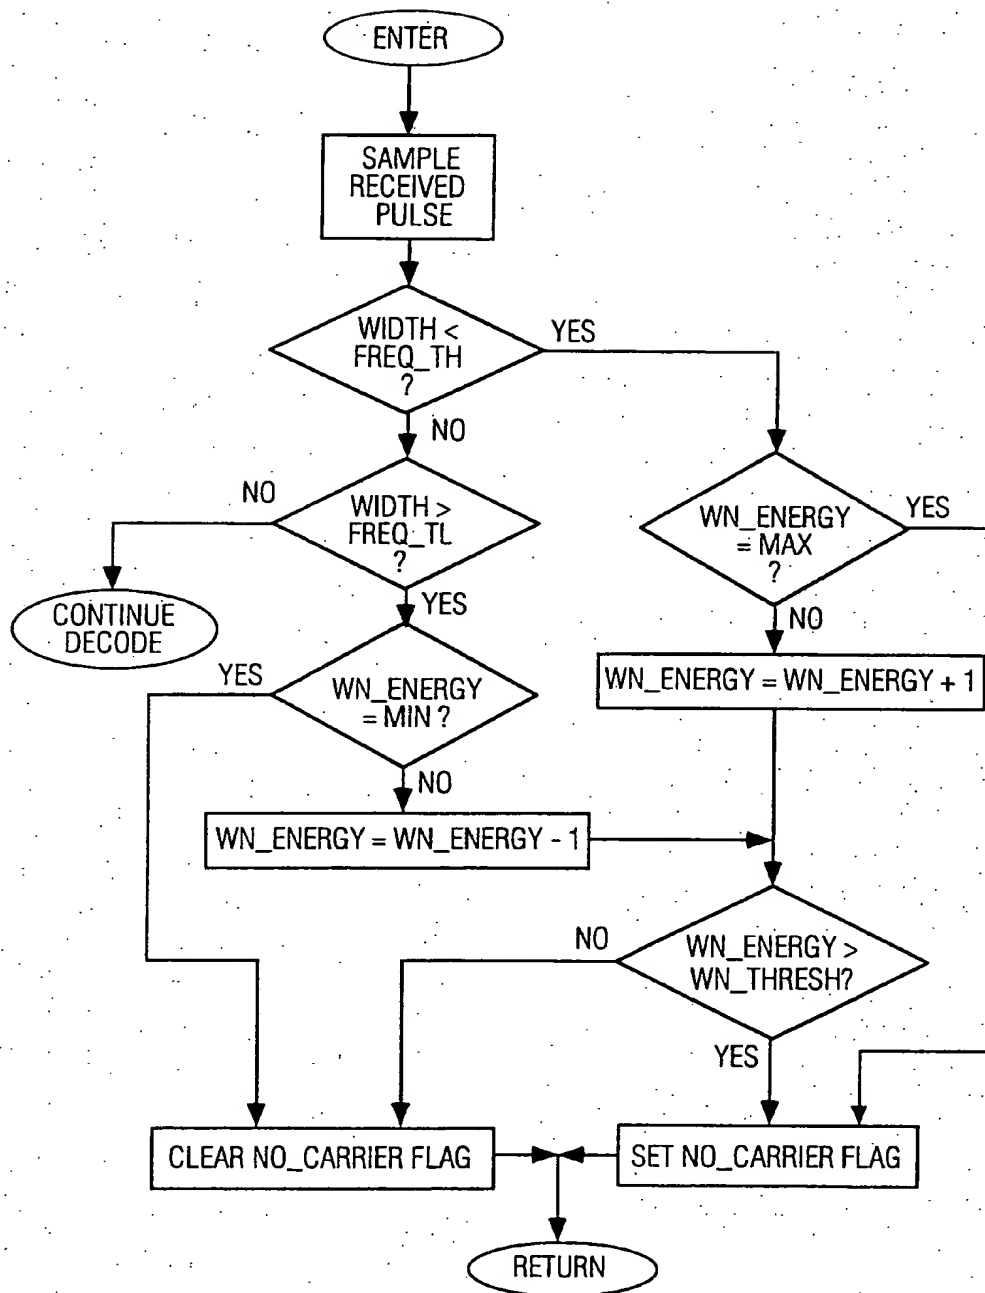 ENTER
SAMPLE
RECEIVED
PULSE
WIDTH <
FREQ_TH
?
YES
NO
WIDTH >
FREQ_TL
?
NO
YES
CONTINUE
DECODE
WN_ENERGY
= MAX
?
YES
NO
WN_ENERGY = WN_ENERGY + 1
WN_ENERGY
= MIN ?
YES
NO
WN_ENERGY = WN_ENERGY - 1
WN_ENERGY >
WN_THRESH?
NO
YES
CLEAR NO_CARRIER FLAG
SET NO_CARRIER FLAG
RETURN